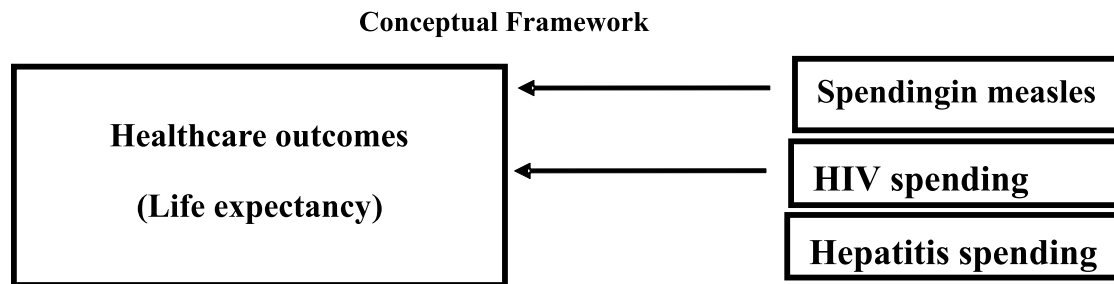 Conceptual Framework
Healthcare outcomes
(Life expectancy)
Spendingin measles
HIV spending
Hepatitis spending